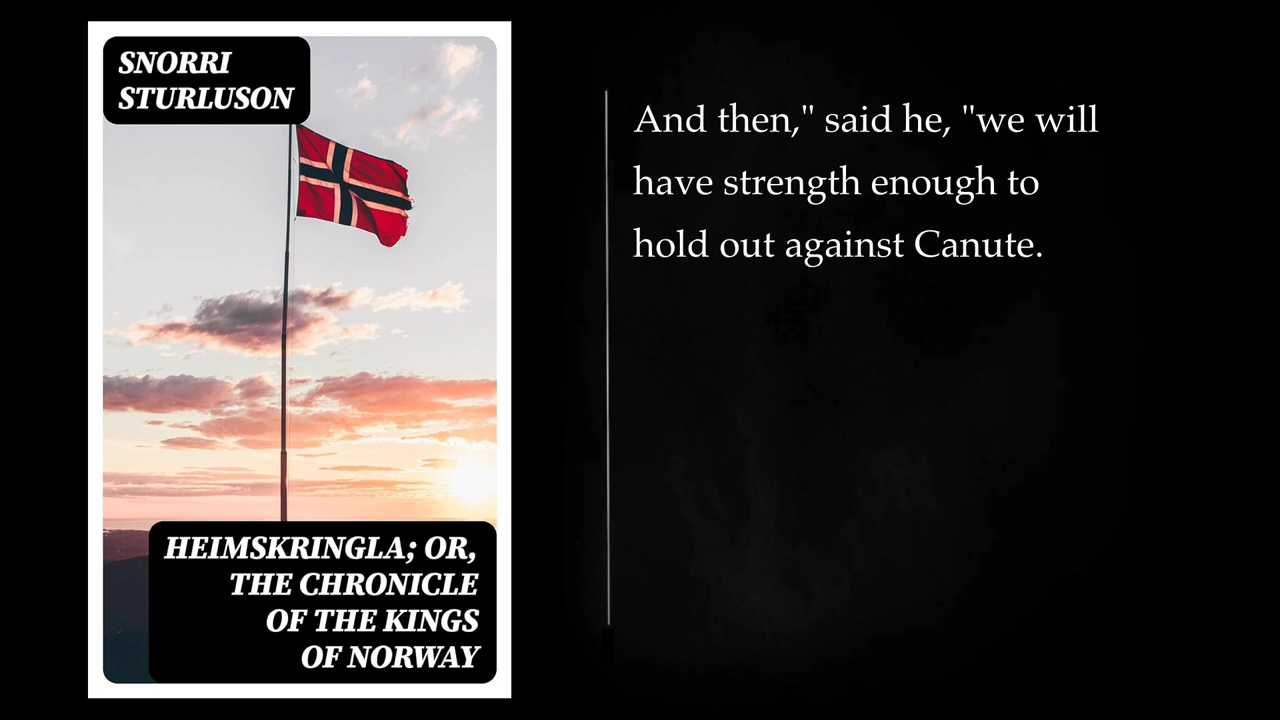 SNORRI
STURLUSON
HEIMSKRINGLA; OR,
THE CHRONICLE
OF THE KINGS
OF NORWAY
And then," said he, "we will
have strength enough to
hold out against Canute.